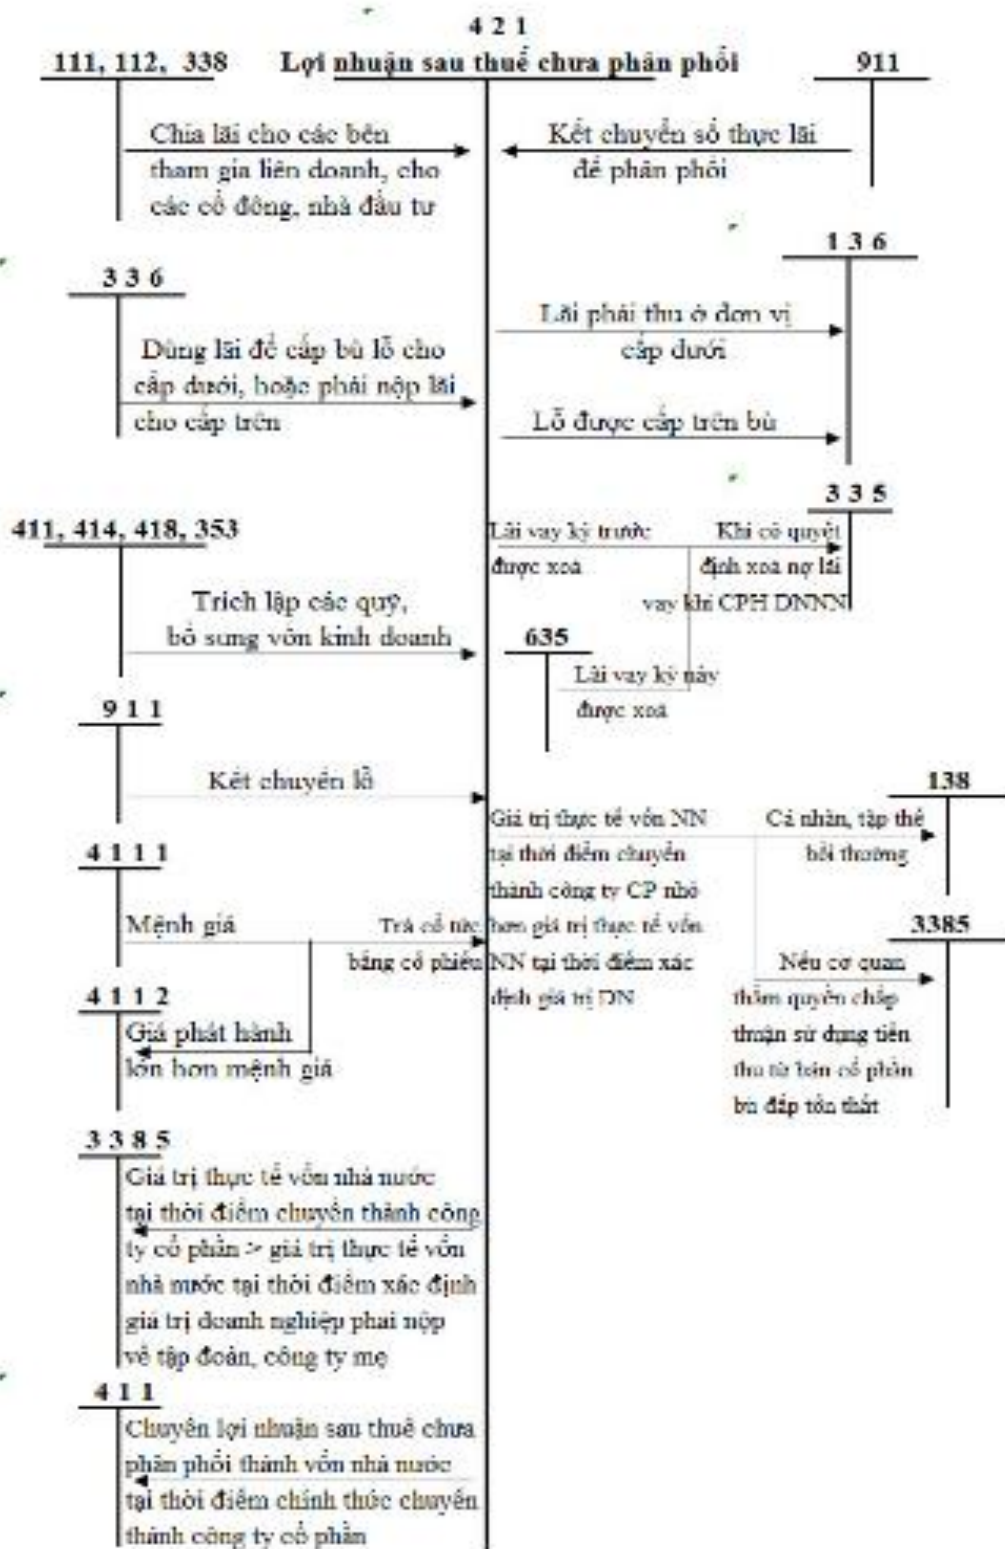 4 2 1
111, 112, 338
Lợi nhuận sau thuế chưa phân phối
911
Chia lãi cho các bên
tham gia liên doanh, cho
các cổ đông, nhà đầu tư
Kết chuyển số thực lãi
để phân phối
1 3 6
3 3 6
Lãi phải thu ở đơn vị
cấp dưới
Dùng lãi để cấp bù lỗ cho
cấp dưới, hoặc phải nộp lãi
cho cấp trên
Lỗ được cấp trên bù
3 3 5
411, 414, 418, 353
Lãi vay kỳ trước
được xoá
Khi có quyết
định xoá nợ lãi
vay khi CPH DNNN
Trích lập các quỹ,
bổ sung vốn kinh doanh
635
Lãi vay kỳ này
được xoá
9 1 1
Kết chuyển lỗ
138
Giá trị thực tế vốn NN
tại thời điểm chuyển
thành công ty CP nhỏ
hơn giá trị thực tế vốn
NN tại thời điểm xác
định giá trị DN
Cá nhân, tập thể
bồi thường
4 1 1 1
Mệnh giá
Trả cổ tức
bằng cổ phiếu
3385
Nếu cơ quan
thẩm quyền chấp
thuận sử dụng tiền
thu từ bán cổ phần
bù đắp tổn thất
4 1 1 2
Giá phát hành
lớn hơn mệnh giá
3 3 8 5
Giá trị thực tế vốn nhà nước
tại thời điểm chuyển thành công
ty cổ phần > giá trị thực tế vốn
nhà nước tại thời điểm xác định
giá trị doanh nghiệp phai nộp
về tập đoàn, công ty mẹ
4 1 1
Chuyển lợi nhuận sau thuế chưa
phân phối thành vốn nhà nước
tại thời điểm chính thức chuyển
thành công ty cổ phần